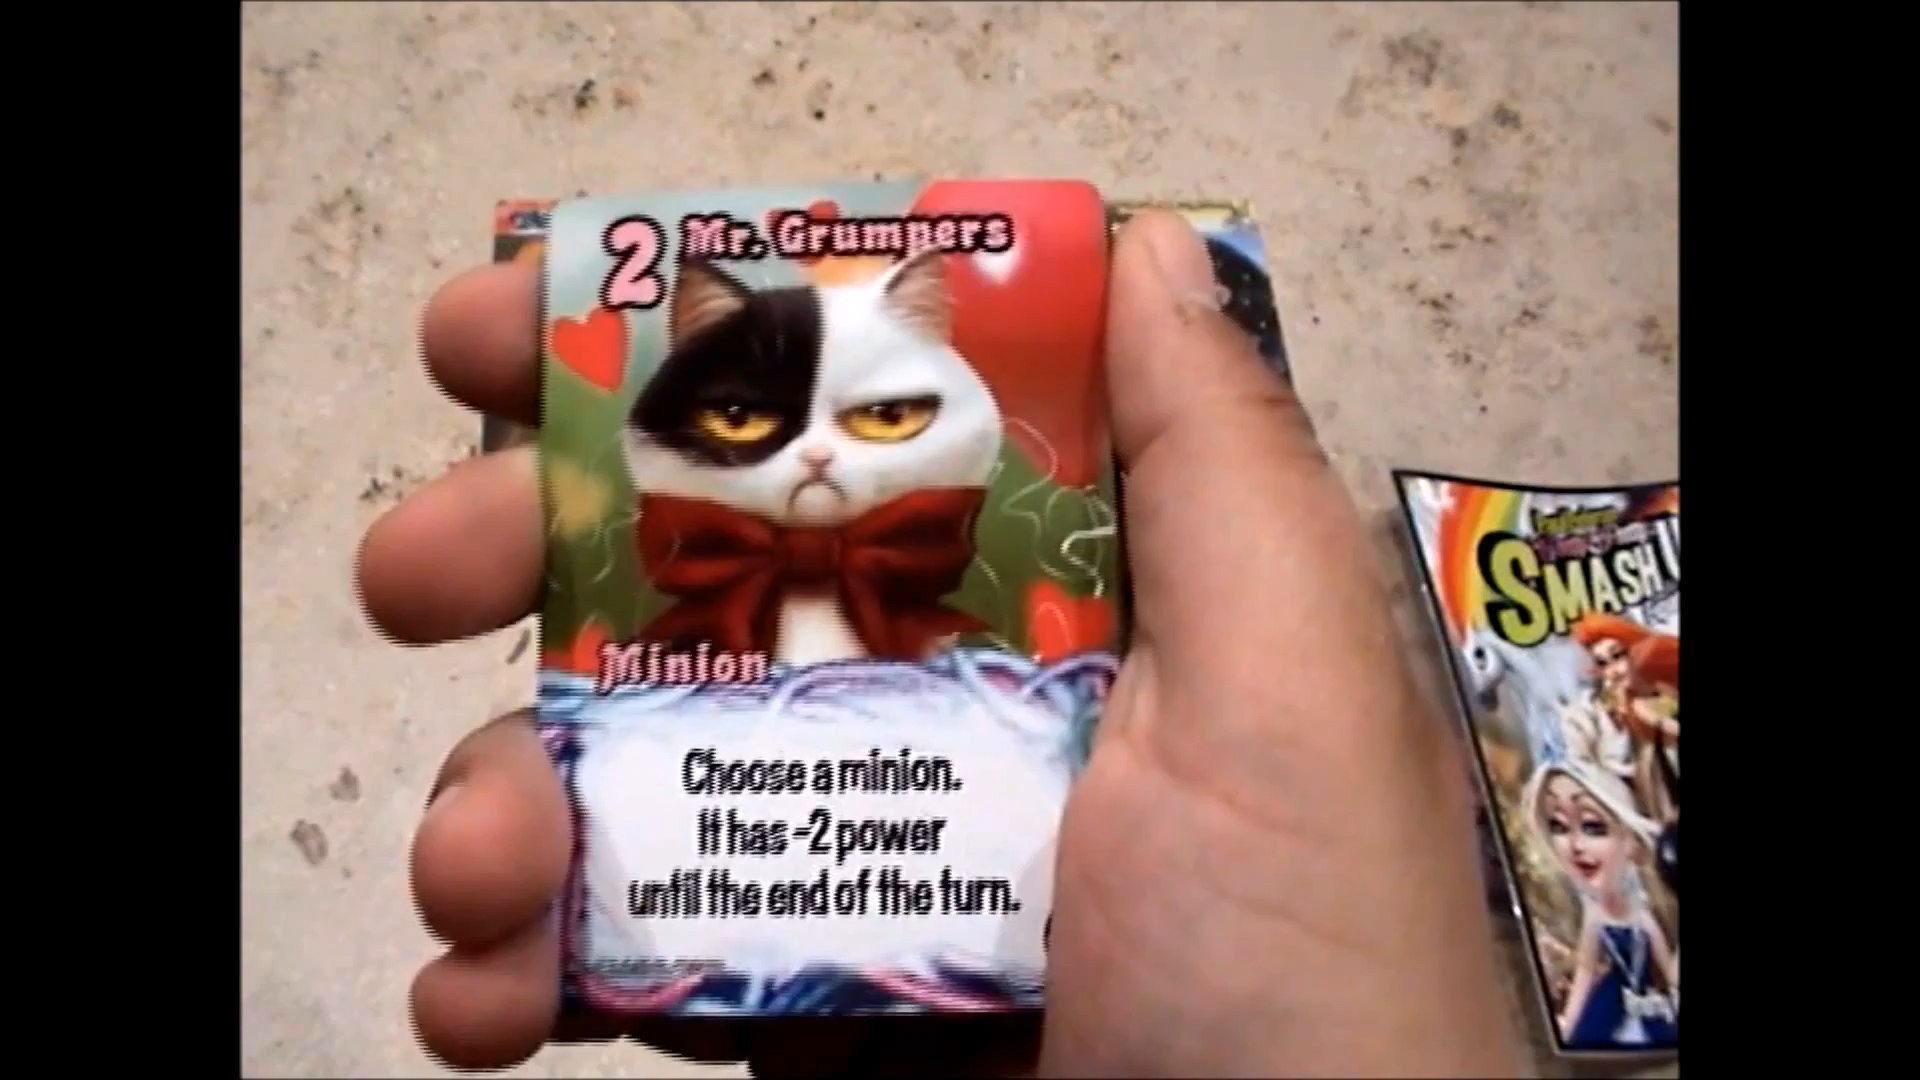 2 Mr. Grumpers
Minion
Choose a minion.
It has -2 power
until the end of the turn.
SMASH U